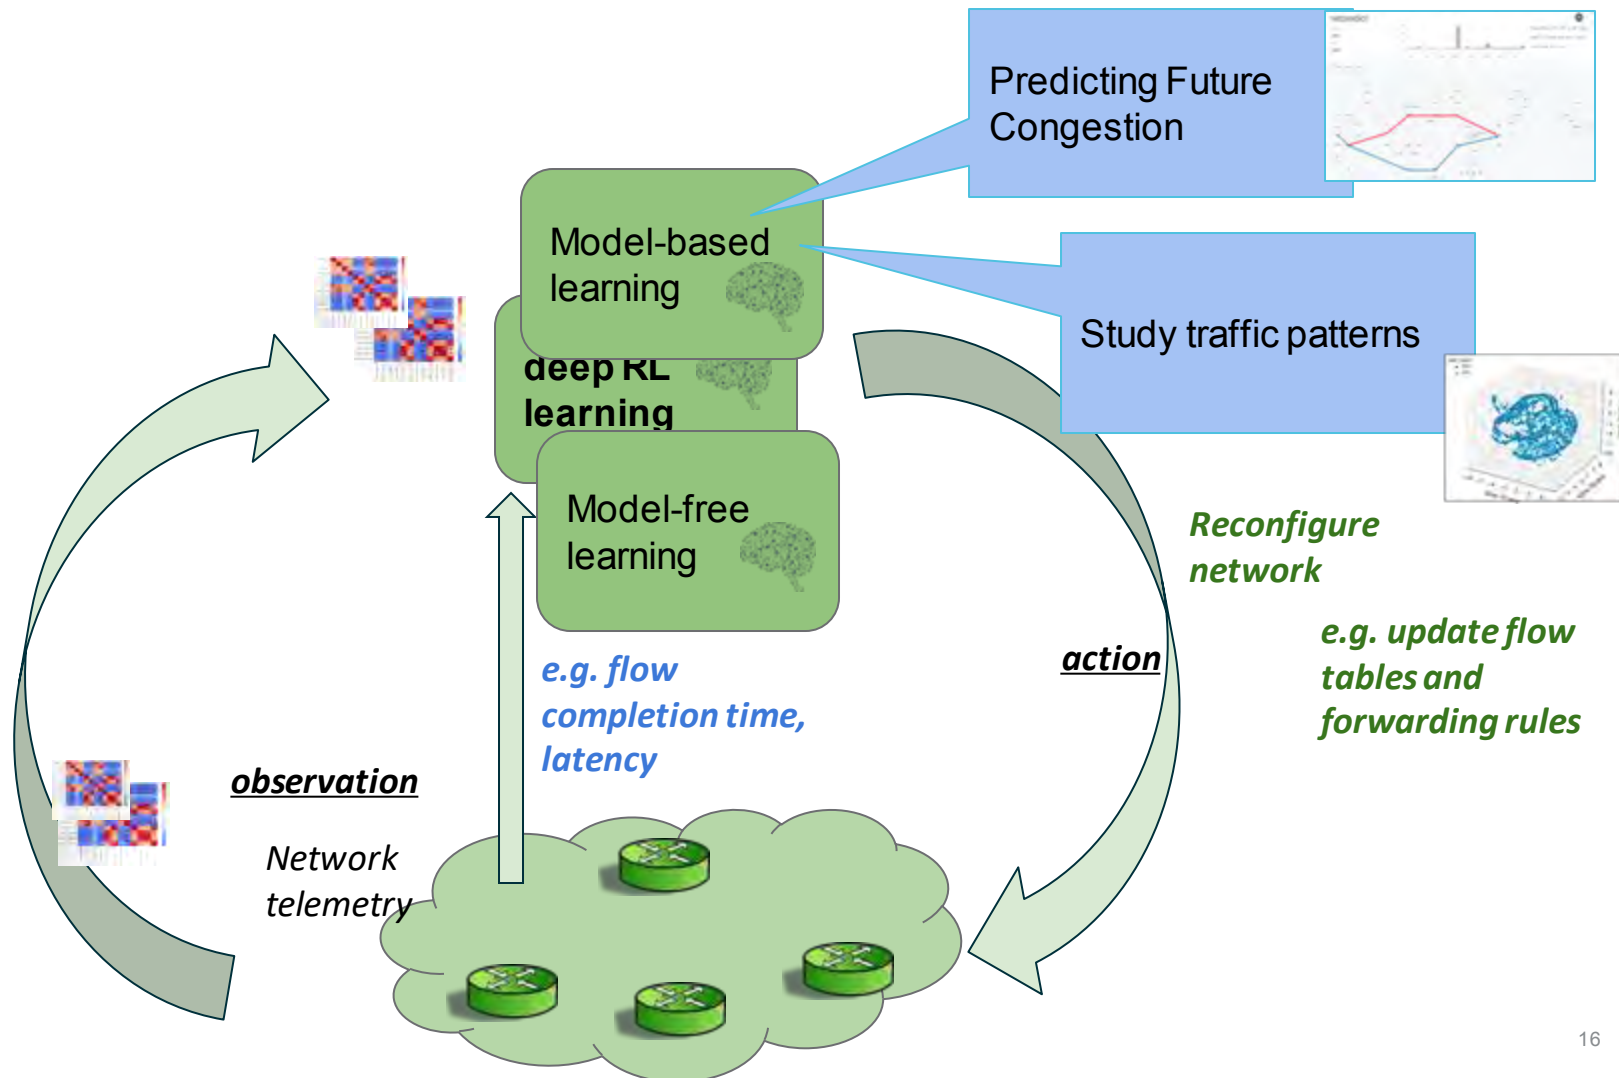 Predicting Future
Congestion
Model-based
learning
Study traffic patterns
deep RL
learning
Model-free
learning
Reconfigure
network
e.g. update flow
tables and
forwarding rules
action
e.g. flow
completion time,
latency
observation
Network
telemetry
16